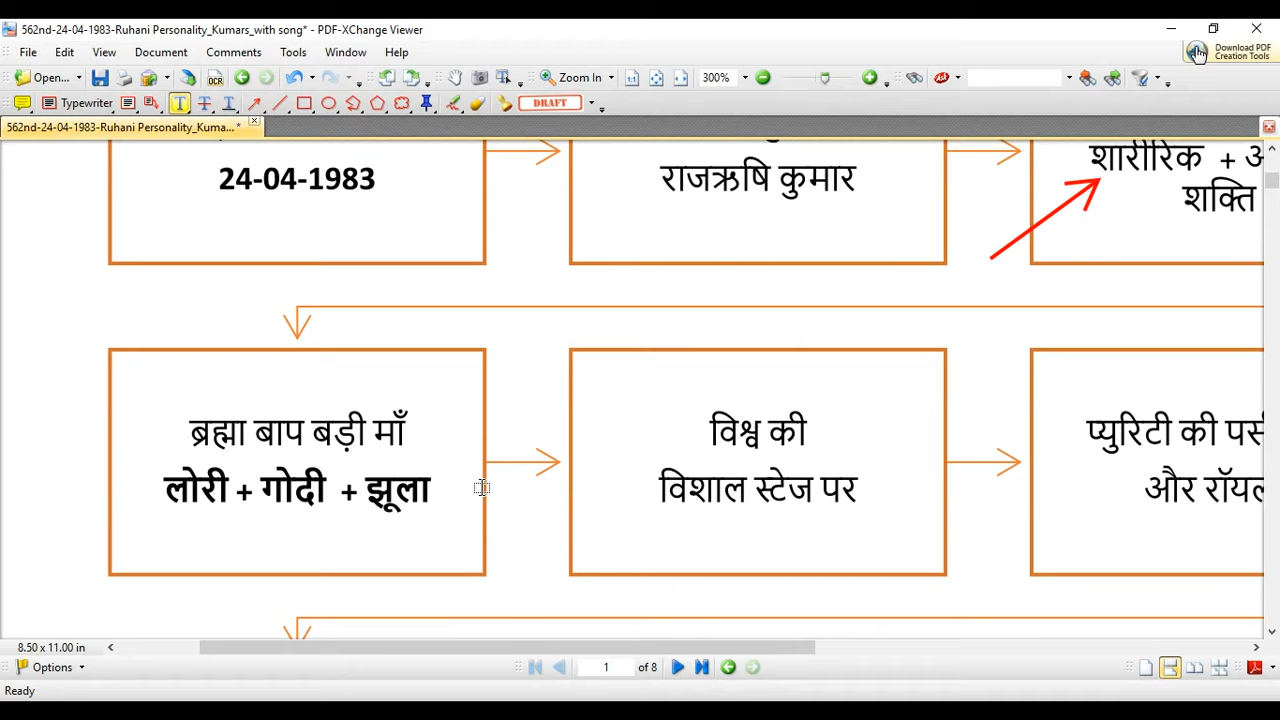 562nd-24-04-1983-Ruhani Personality_Kumars_with song* - PDF-XChange Viewer
File Edit View Document Comments Tools Window Help
Download PDF Creation Tools
Open... OCR Zoom In 300%
Typewriter DRAFT
562nd-24-04-1983-Ruhani Personality_Kuma... *
24-04-1983
राजऋषि कुमार
शारीरिक +
शक्ति
ब्रह्मा बाप बड़ी माँ
लोरी + गोदी + झूला
विश्व की
विशाल स्टेज पर
प्युरिटी की
और
8.50 x 11.00 in
Options 1 of 8
Ready